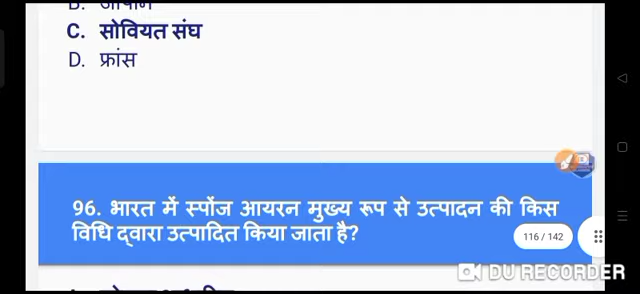 C. सोवियत संघ
D. फ्रांस
96. भारत में स्पोंज आयरन मुख्य रूप से उत्पादन की किस
विधि द्वारा उत्पादित किया जाता है?
116 / 142
DU RECORDER